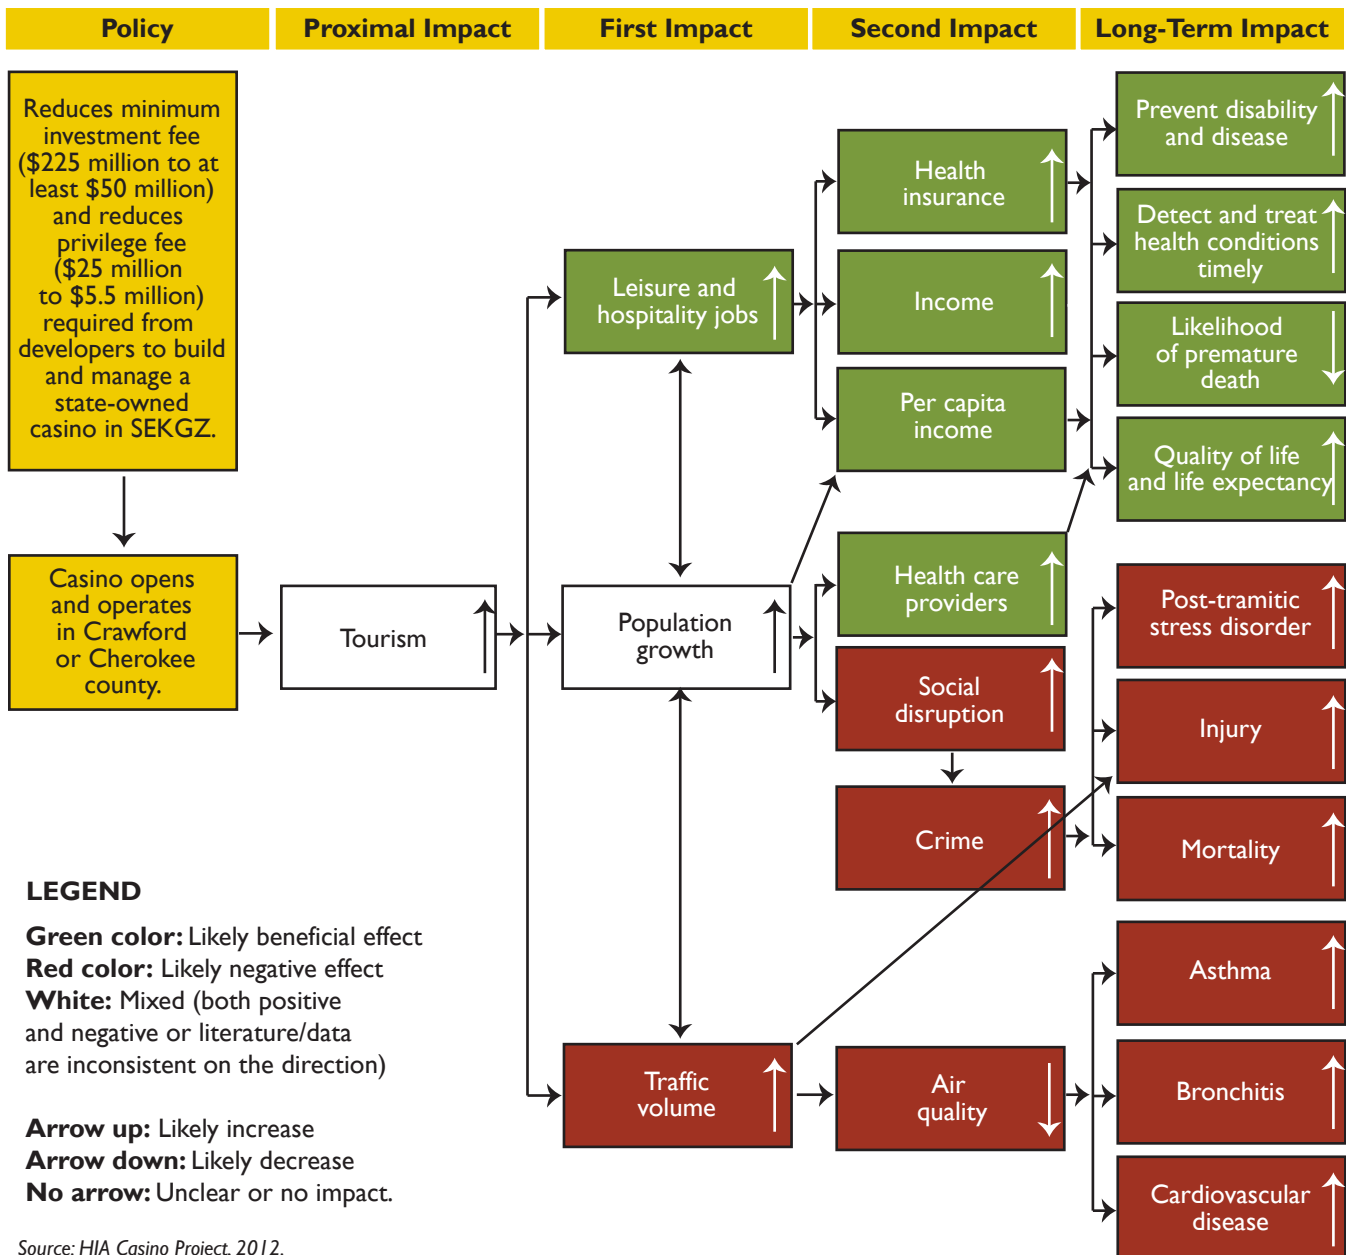 Policy
Proximal Impact
First Impact
Second Impact
Long-Term Impact
Reduces minimum
investment fee
($225 million to at
least $50 million)
and reduces
privilege fee
($25 million
to $5.5 million)
required from
developers to build
and manage a
state-owned
casino in SEKGZ.
Casino opens
and operates
in Crawford
or Cherokee
county.
Tourism
Leisure and
hospitality jobs
Population
growth
Traffic
volume
Health
insurance
Income
Per capita
income
Health care
providers
Social
disruption
Crime
Air
quality
Prevent disability
and disease
Detect and treat
health conditions
timely
Likelihood
of premature
death
Quality of life
and life expectancy
Post-tramitic
stress disorder
Injury
Mortality
Asthma
Bronchitis
Cardiovascular
disease
LEGEND
Green color: Likely beneficial effect
Red color: Likely negative effect
White: Mixed (both positive
and negative or literature/data
are inconsistent on the direction)
Arrow up: Likely increase
Arrow down: Likely decrease
No arrow: Unclear or no impact.
Source: HIA Casino Project, 2012.